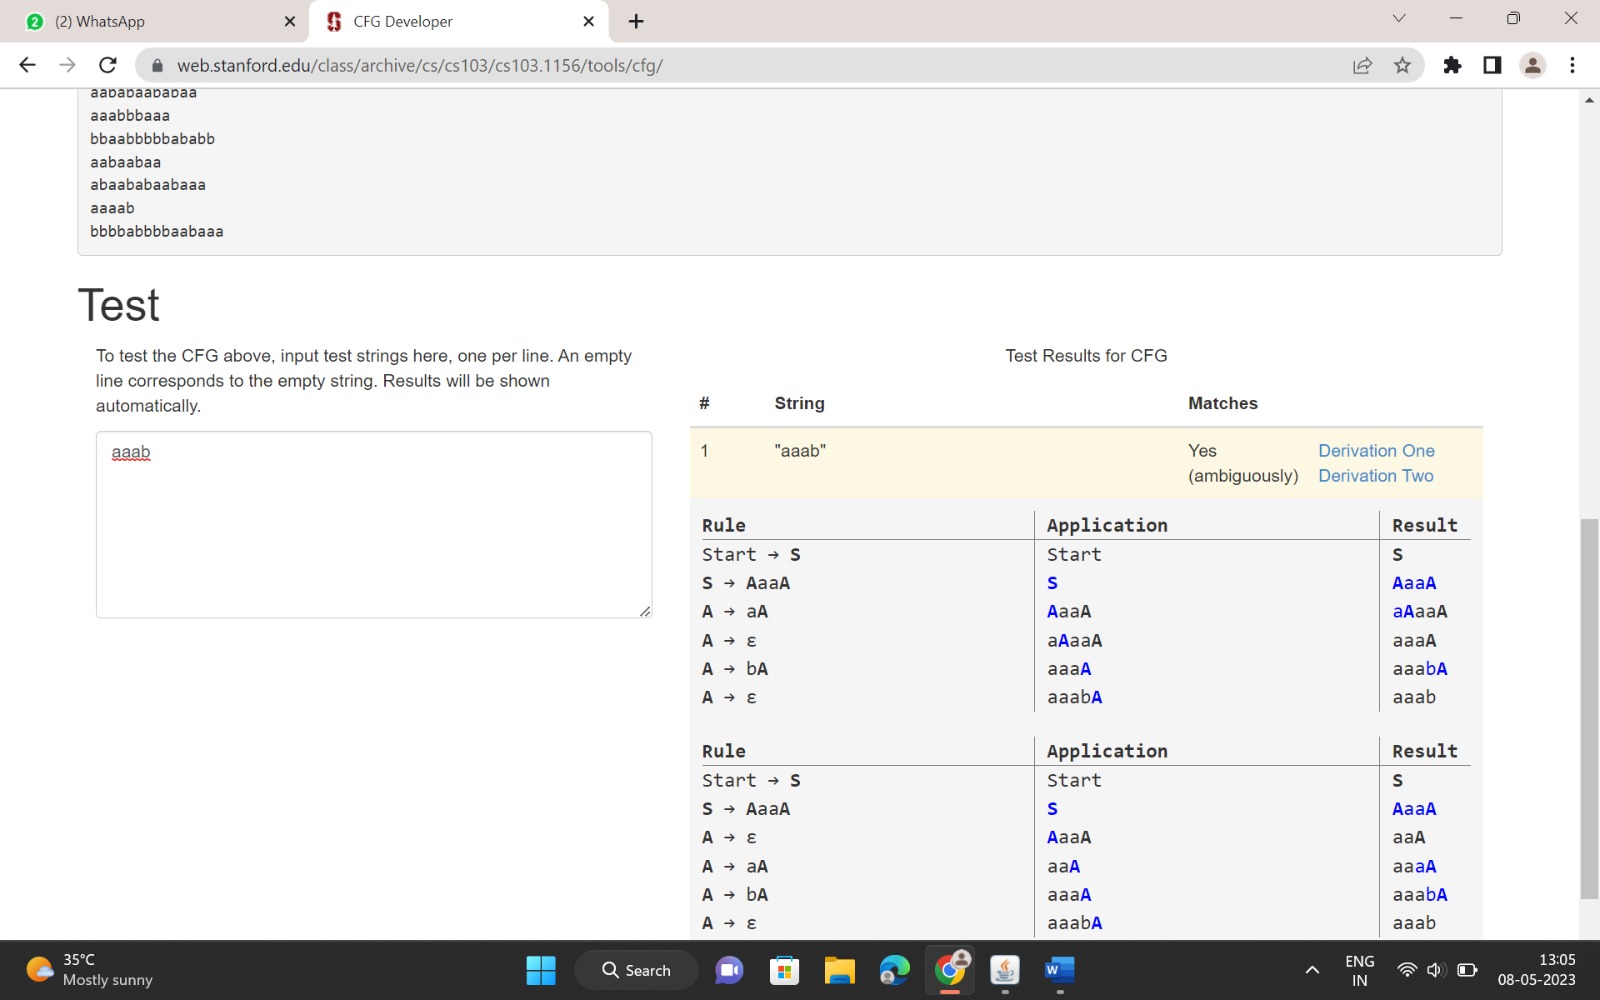 (2) WhatsApp
CFG Developer
web.stanford.edu/class/archive/cs/cs103/cs103.1156/tools/cfg/
aababaababaa
aaabbbaaa
bbaabbbbbababb
aabaabaa
abaababaabaaa
aaaab
bbbbabbbbaabaaa
Test
To test the CFG above, input test strings here, one per line. An empty
line corresponds to the empty string. Results will be shown
automatically.
aaab
Test Results for CFG
# String Matches
1 "aaab" Yes Derivation One
(ambiguously) Derivation Two
Rule Application Result
Start → S Start S
S → AaaA S AaaA
A → aA AaaA aAaaA
A → ε aAaaA aaaA
A → bA aaaA aaabA
A → ε aaabA aaab
Rule Application Result
Start → S Start S
S → AaaA S AaaA
A → ε AaaA aaA
A → aA aaA aaaA
A → bA aaaA aaabA
A → ε aaabA aaab
35°C
Mostly sunny
Search
ENG
IN
13:05
08-05-2023